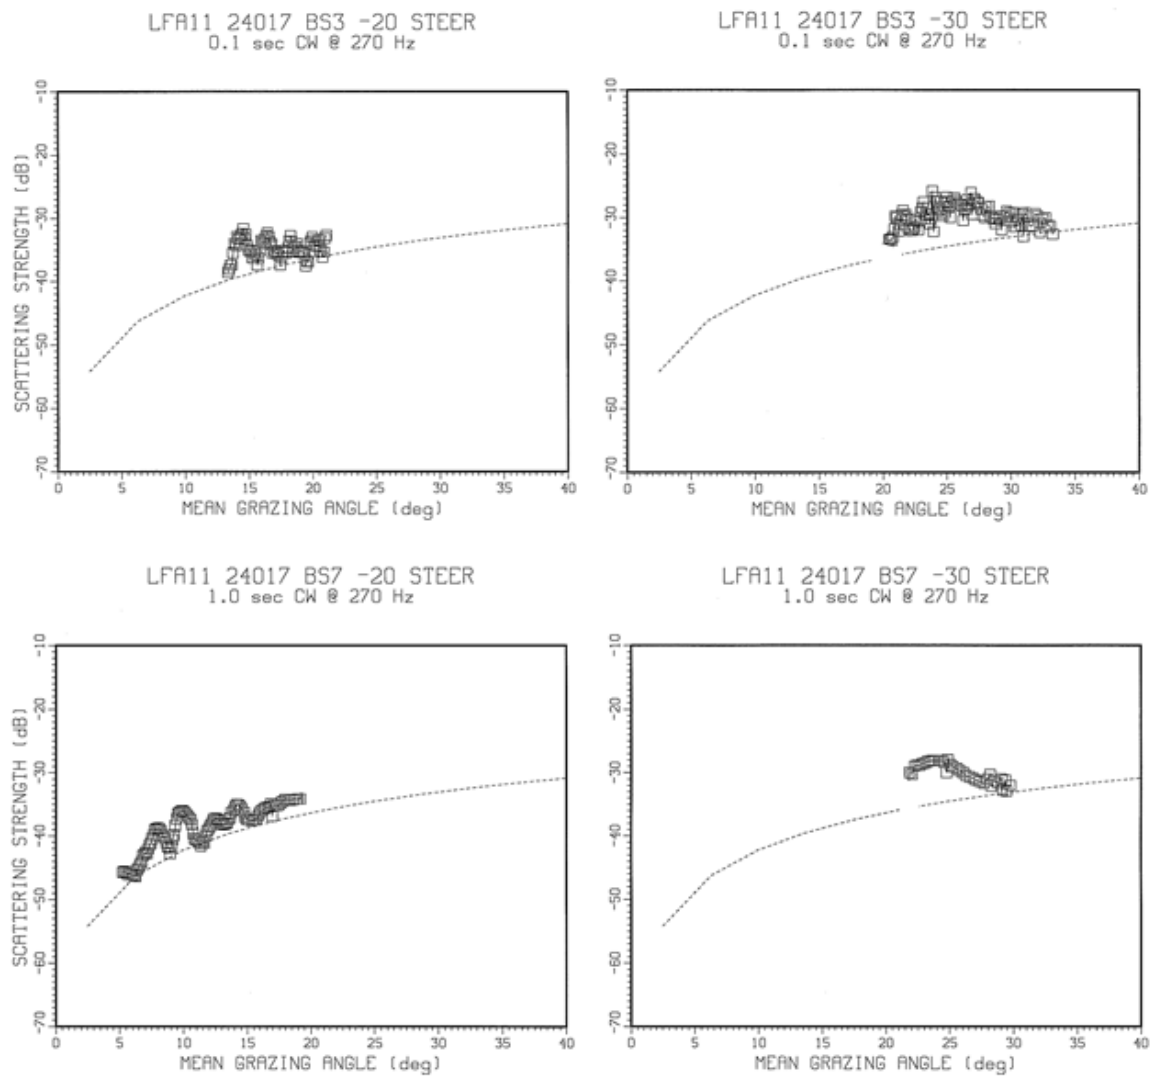 LFA11 24017 BS3 -20 STEER
0.1 sec CW @ 270 Hz
SCATTERING STRENGTH (dB)
-10
-20
-30
-40
-50
-60
-70
0 5 10 15 20 25 30 35 40
MEAN GRAZING ANGLE (deg)
LFA11 24017 BS3 -30 STEER
0.1 sec CW @ 270 Hz
-10
-20
-30
-40
-50
-60
-70
0 5 10 15 20 25 30 35 40
MEAN GRAZING ANGLE (deg)
LFA11 24017 BS7 -20 STEER
1.0 sec CW @ 270 Hz
SCATTERING STRENGTH (dB)
-10
-20
-30
-40
-50
-60
-70
0 5 10 15 20 25 30 35 40
MEAN GRAZING ANGLE (deg)
LFA11 24017 BS7 -30 STEER
1.0 sec CW @ 270 Hz
-10
-20
-30
-40
-50
-60
-70
0 5 10 15 20 25 30 35 40
MEAN GRAZING ANGLE (deg)